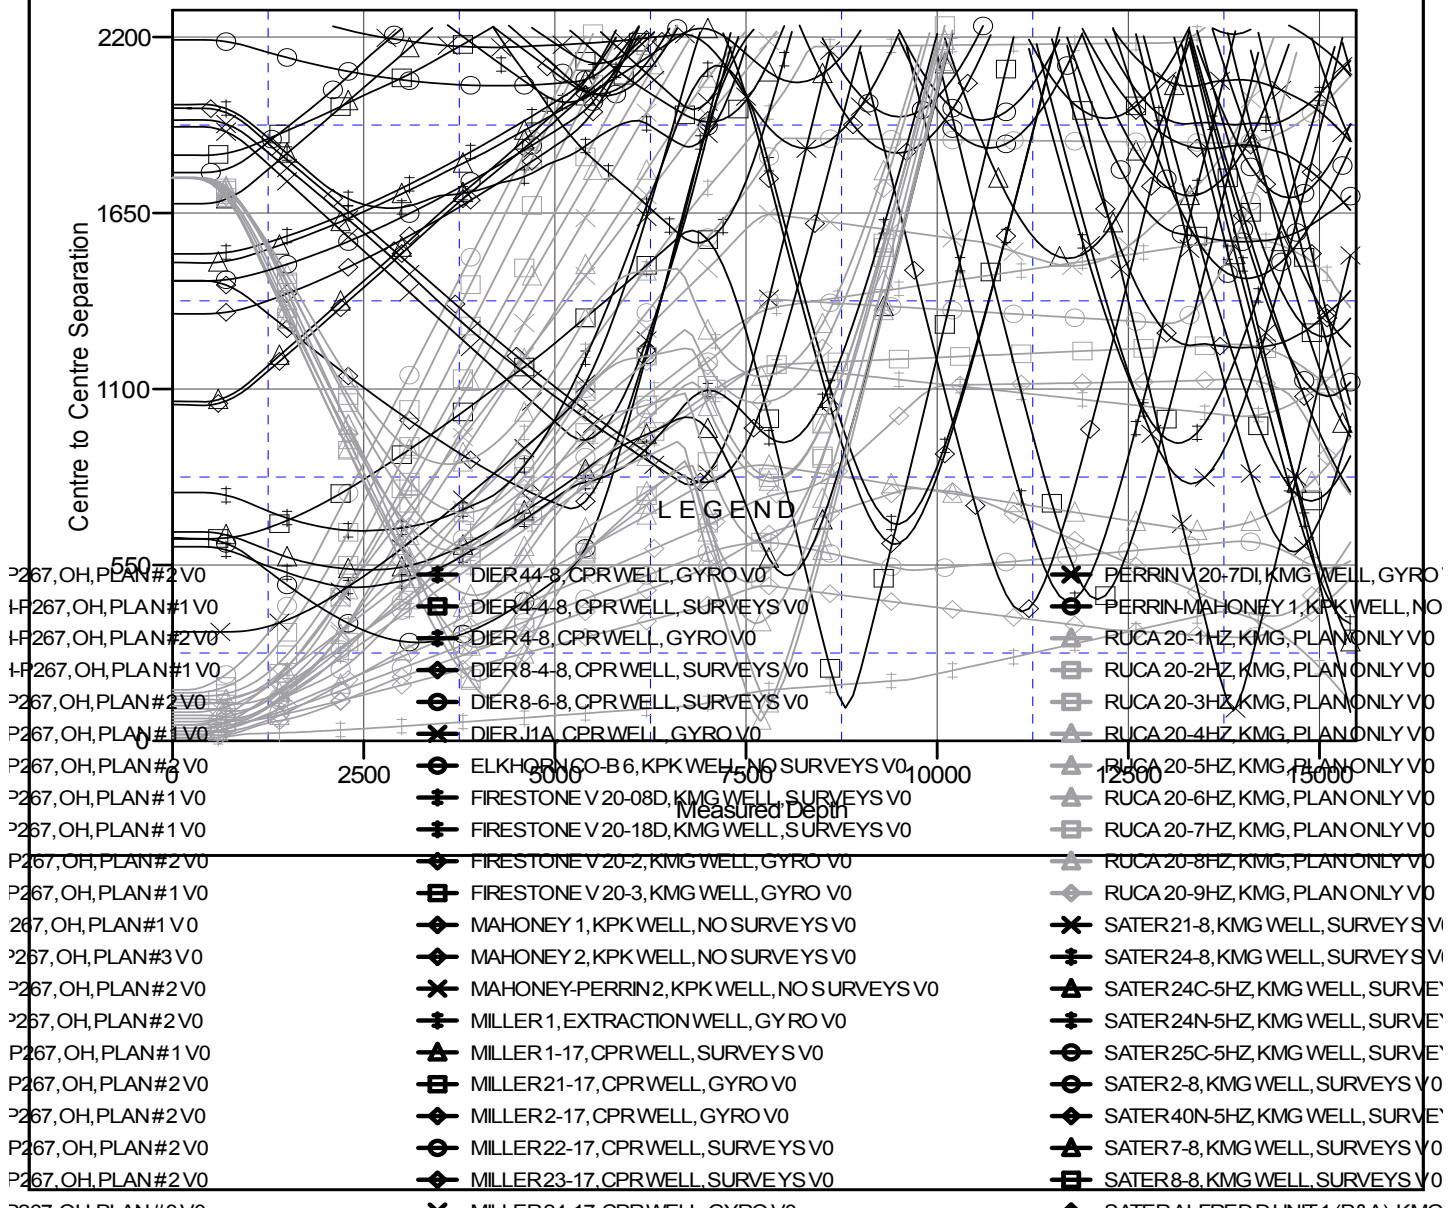 2200
1650
1100
550
0
Centre to Centre Separation
0 2500 5000 7500 10000 12500 15000
Measured Depth
LEGEND
P267, OH, PLAN #2 V0
P267, OH, PLAN #1 V0
P267, OH, PLAN #2 V0
P267, OH, PLAN #1 V0
P267, OH, PLAN #2 V0
P267, OH, PLAN #1 V0
P267, OH, PLAN #2 V0
P267, OH, PLAN #1 V0
P267, OH, PLAN #1 V0
P267, OH, PLAN #2 V0
P267, OH, PLAN #1 V0
267, OH, PLAN #1 V0
P267, OH, PLAN #3 V0
P267, OH, PLAN #2 V0
P267, OH, PLAN #2 V0
P267, OH, PLAN #1 V0
P267, OH, PLAN #2 V0
P267, OH, PLAN #2 V0
P267, OH, PLAN #2 V0
P267, OH, PLAN #2 V0
DIER 44-8, CPR WELL, GYRO V0
DIER 4-4-8, CPR WELL, SURVEYS V0
DIER 4-8, CPR WELL, GYRO V0
DIER 8-4-8, CPR WELL, SURVEYS V0
DIER 8-6-8, CPR WELL, SURVEYS V0
DIER J1A, CPR WELL, GYRO V0
ELKHORN CO-B 6, KPK WELL, NO SURVEYS V0
FIRESTONE V 20-08D, KMG WELL, SURVEYS V0
FIRESTONE V 20-18D, KMG WELL, SURVEYS V0
FIRESTONE V 20-2, KMG WELL, GYRO V0
FIRESTONE V 20-3, KMG WELL, GYRO V0
MAHONEY 1, KPK WELL, NO SURVEYS V0
MAHONEY 2, KPK WELL, NO SURVEYS V0
MAHONEY-PERRIN 2, KPK WELL, NO SURVEYS V0
MILLER 1, EXTRACTION WELL, GYRO V0
MILLER 1-17, CPR WELL, SURVEYS V0
MILLER 21-17, CPR WELL, GYRO V0
MILLER 2-17, CPR WELL, GYRO V0
MILLER 22-17, CPR WELL, SURVEYS V0
MILLER 23-17, CPR WELL, SURVEYS V0
PERRIN V 20-7DI, KMG WELL, GYRO
PERRIN-MAHONEY 1, KPK WELL, NO
RUCA 20-1HZ, KMG, PLAN ONLY V0
RUCA 20-2HZ, KMG, PLAN ONLY V0
RUCA 20-3HZ, KMG, PLAN ONLY V0
RUCA 20-4HZ, KMG, PLAN ONLY V0
RUCA 20-5HZ, KMG, PLAN ONLY V0
RUCA 20-6HZ, KMG, PLAN ONLY V0
RUCA 20-7HZ, KMG, PLAN ONLY V0
RUCA 20-8HZ, KMG, PLAN ONLY V0
RUCA 20-9HZ, KMG, PLAN ONLY V0
SATER 21-8, KMG WELL, SURVEYS V0
SATER 24-8, KMG WELL, SURVEYS V0
SATER 24C-5HZ, KMG WELL, SURVEY
SATER 24N-5HZ, KMG WELL, SURVEY
SATER 25C-5HZ, KMG WELL, SURVEY
SATER 2-8, KMG WELL, SURVEYS V0
SATER 40N-5HZ, KMG WELL, SURVEY
SATER 7-8, KMG WELL, SURVEYS V0
SATER 8-8, KMG WELL, SURVEYS V0